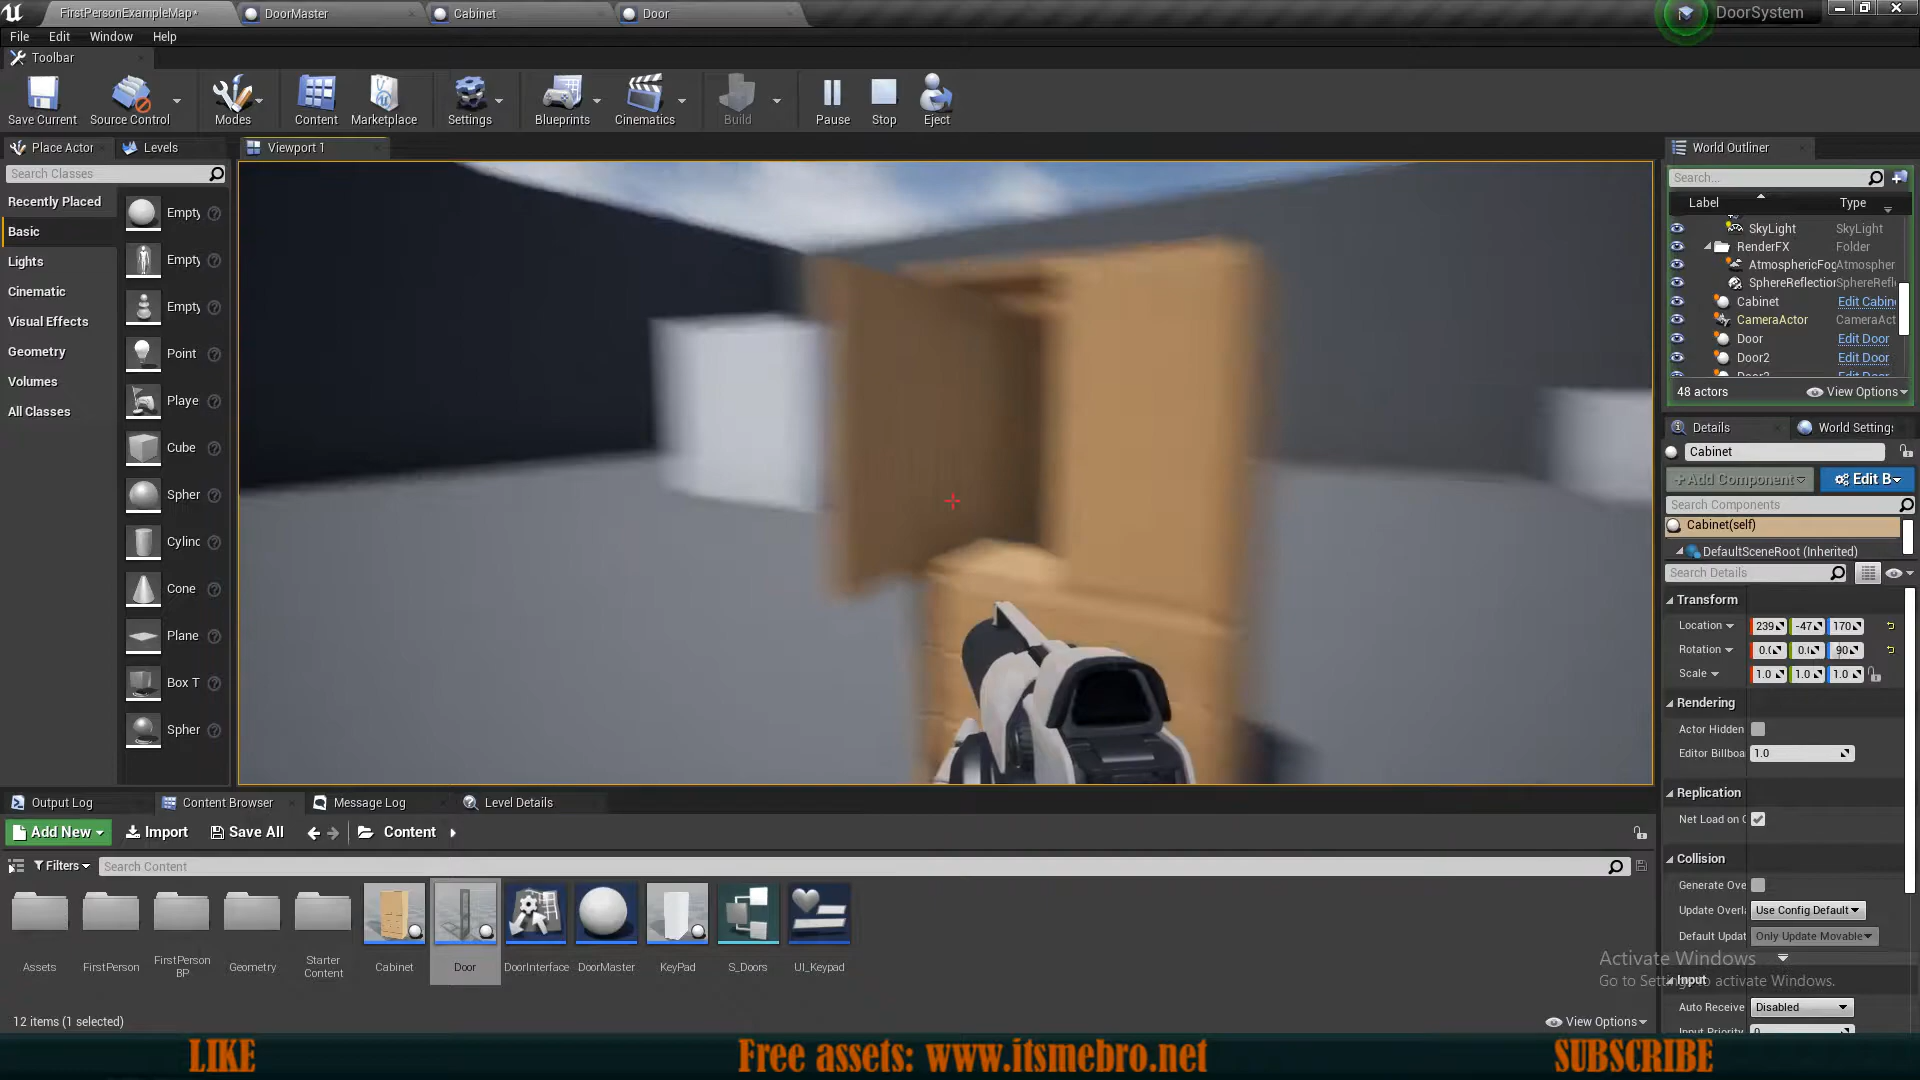 FirstPersonExampleMap*
DoorMaster
Cabinet
Door
DoorSystem
File
Edit
Window
Help
Toolbar
Save Current
Source Control
Modes
Content
Marketplace
Settings
Blueprints
Cinematics
Build
Pause
Stop
Eject
Place Actor
Levels
Viewport 1
World Outliner
Search Classes
Recently Placed
Basic
Lights
Cinematic
Visual Effects
Geometry
Volumes
All Classes
Empty
Empty
Empty
Point
Playe
Cube
Spher
Cylinc
Cone
Plane
Box T
Spher
Search...
Label
Type
SkyLight
SkyLight
RenderFX
Folder
AtmosphericFog
Atmospher
SphereReflection
SphereRefl
Cabinet
Edit Cabin
CameraActor
CameraAct
Door
Edit Door
Door2
Edit Door
48 actors
View Options
Details
World Settings
Cabinet
+Add Component
Edit B
Search Components
Cabinet(self)
DefaultSceneRoot (Inherited)
Search Details
Transform
Location
239
-47
170
Rotation
0.0
0.0
90
Scale
1.0
1.0
1.0
Rendering
Actor Hidden
Editor Billboa
1.0
Replication
Net Load on C
Collision
Generate Ove
Update Overla
Use Config Default
Default Updat
Only Update Movable
Activate Windows
Go to Settings to activate Windows.
Input
Auto Receive
Disabled
Input Priority
Output Log
Content Browser
Message Log
Level Details
Add New
Import
Save All
Content
Filters
Search Content
Assets
FirstPerson
FirstPerson
BP
Geometry
Starter
Content
Cabinet
Door
DoorInterface
DoorMaster
KeyPad
S_Doors
UI_Keypad
12 items (1 selected)
View Options
LIKE
Free assets: www.itsmebro.net
SUBSCRIBE